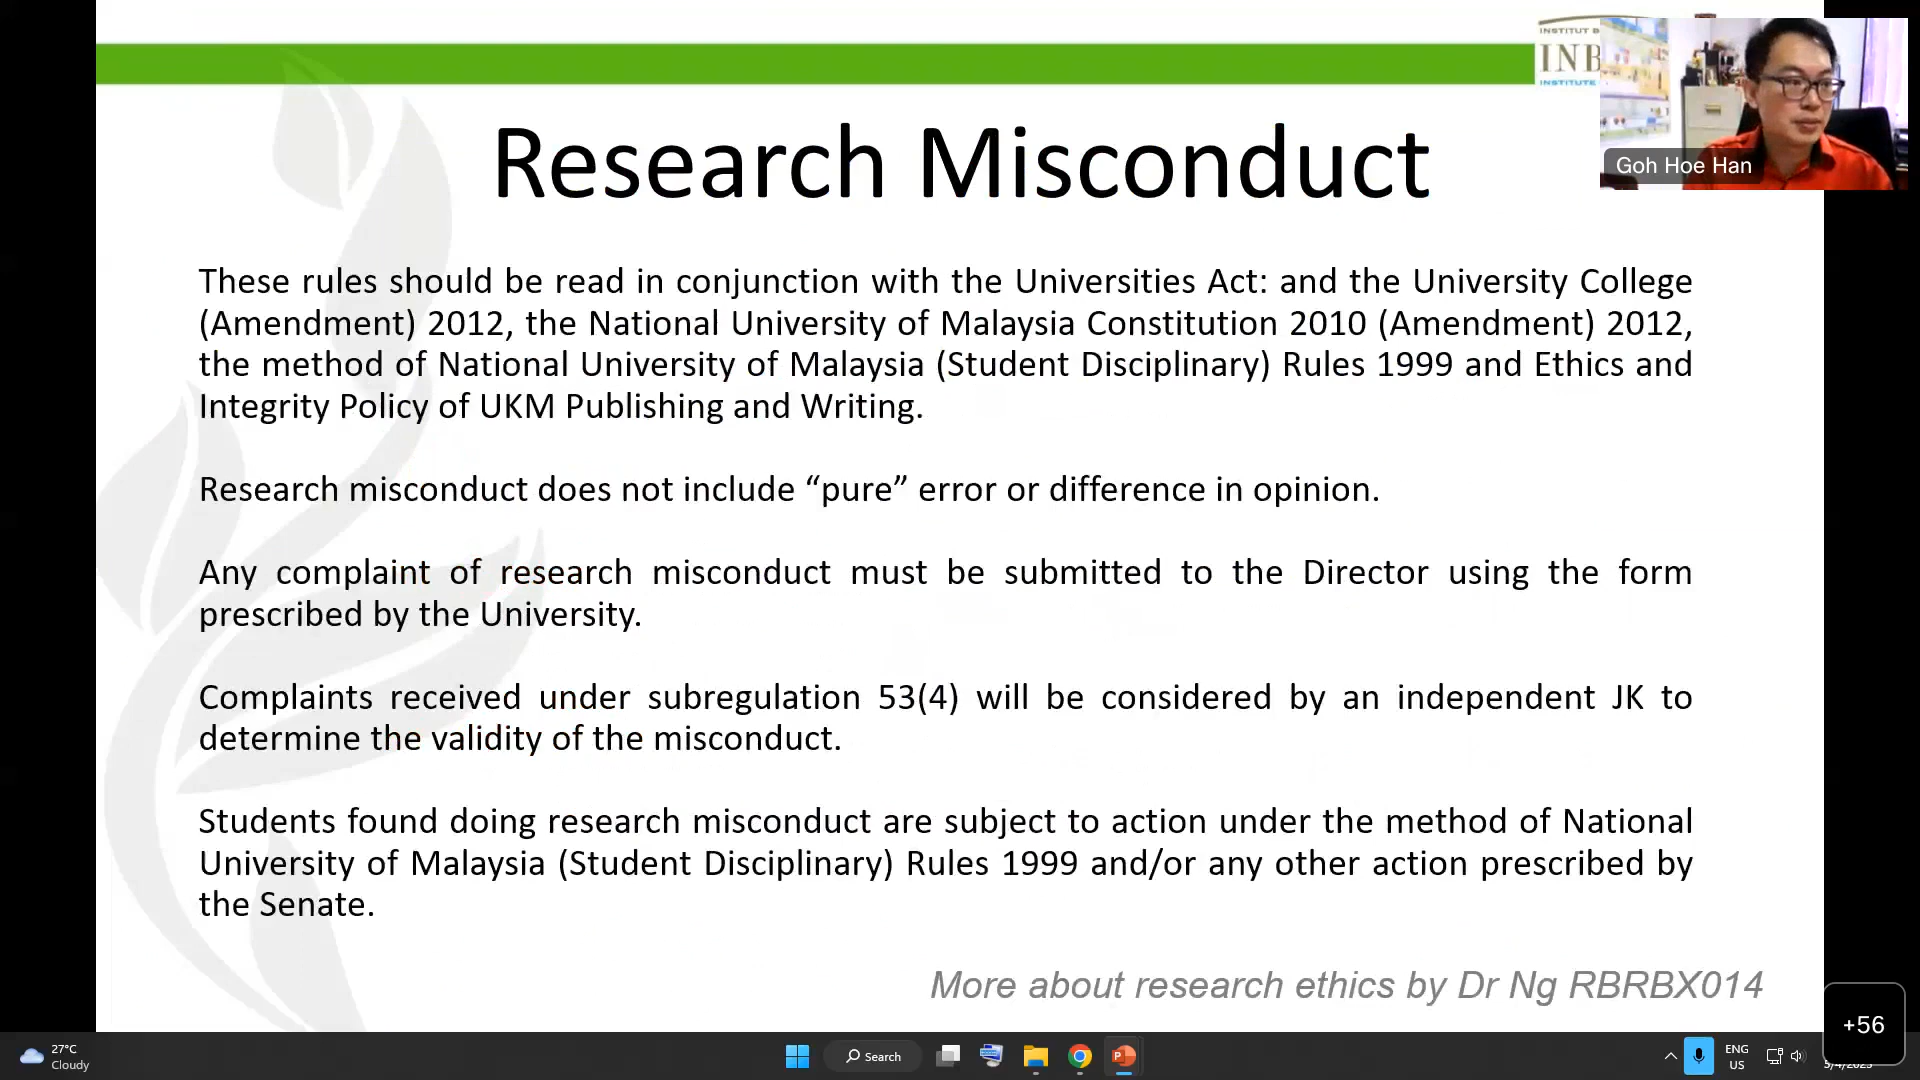 INSTITUT
INB
INSTITUTE
Research Misconduct
Goh Hoe Han
These rules should be read in conjunction with the Universities Act: and the University College
(Amendment) 2012, the National University of Malaysia Constitution 2010 (Amendment) 2012,
the method of National University of Malaysia (Student Disciplinary) Rules 1999 and Ethics and
Integrity Policy of UKM Publishing and Writing.
Research misconduct does not include “pure” error or difference in opinion.
Any complaint of research misconduct must be submitted to the Director using the form
prescribed by the University.
Complaints received under subregulation 53(4) will be considered by an independent JK to
determine the validity of the misconduct.
Students found doing research misconduct are subject to action under the method of National
University of Malaysia (Student Disciplinary) Rules 1999 and/or any other action prescribed by
the Senate.
More about research ethics by Dr Ng RBRBX014
+56
27°C
Cloudy
Search
ENG
US